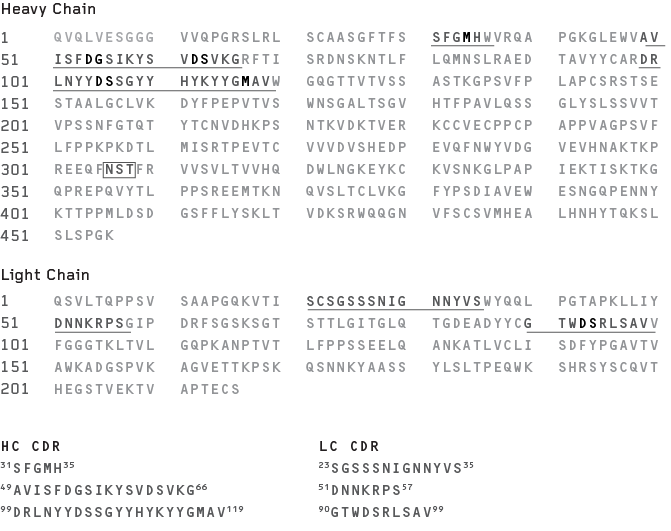 Heavy Chain
1 QVQLVESGGG VVQPGRSLRL SCAASGFTFS SFGMHWVRQA PGKGLEWVAV
51 ISFDGSIKYS VDSVKGRFTI SRDNSKNTLF LQMNSLRAED TAVYYCARDR
101 LNYYDSSGYY HYKYYGMAVW GQGTTVTVSS ASTKGPSVFP LAPCSRSTSE
151 STAALGCLVK DYFPEPVTVS WNSGALTSGV HTFPAVLQSS GLYSLSSVVT
201 VPSSNFGTQT YTCNVDHKPS NTKVDKTVER KCCVECPPCP APPVAGPSVF
251 LFPPKPKDTL MISRTPEVTC VVVDVSHEDP EVQFNWYVDG VEVHNAKTKP
301 REEQFNSTFR VVSVLTVVHQ DWLNGKEYKC KVSNKGLPAP IEKTISKTKG
351 QPREPQVYTL PPSREEMTKN QVSLTCLVKG FYPSDIAVEW ESNGQPENNY
401 KTTPPMLDSD GSFFLYSKLT VDKSRWQQGN VFSCSVMHEA LHNHYTQKSL
451 SLSPGK
Light Chain
1 QSVLTQPPSV SAAPGQKVTI SCSGSSSNIG NNYVSWYQQL PGTAPKLLIY
51 DNNKRPSGIP DRFSGSKSGT STTLGITGLQ TGDEADYYCG TWDSRLSAVV
101 FGGGTKLTVL GQPKANPTVT LFPPSSEELQ ANKATLVCLI SDFYPGAVTV
151 AWKADGSPVK AGVETTKPSK QSNNKYAASS YLSLTPEQWK SHRSYSCQVT
201 HEGSTVEKTV APTECS
HC CDR
³¹SFGMH³⁵
⁴⁹AVISFDGSIKYSVDSVKG⁶⁶
⁹⁹DRLNYYDSSGYYHYKYYGMAV¹¹⁹
LC CDR
²³SGSSSNIGNNYVS³⁵
⁵¹DNNKRPS⁵⁷
⁹⁰GTWDSRLSAV⁹⁹